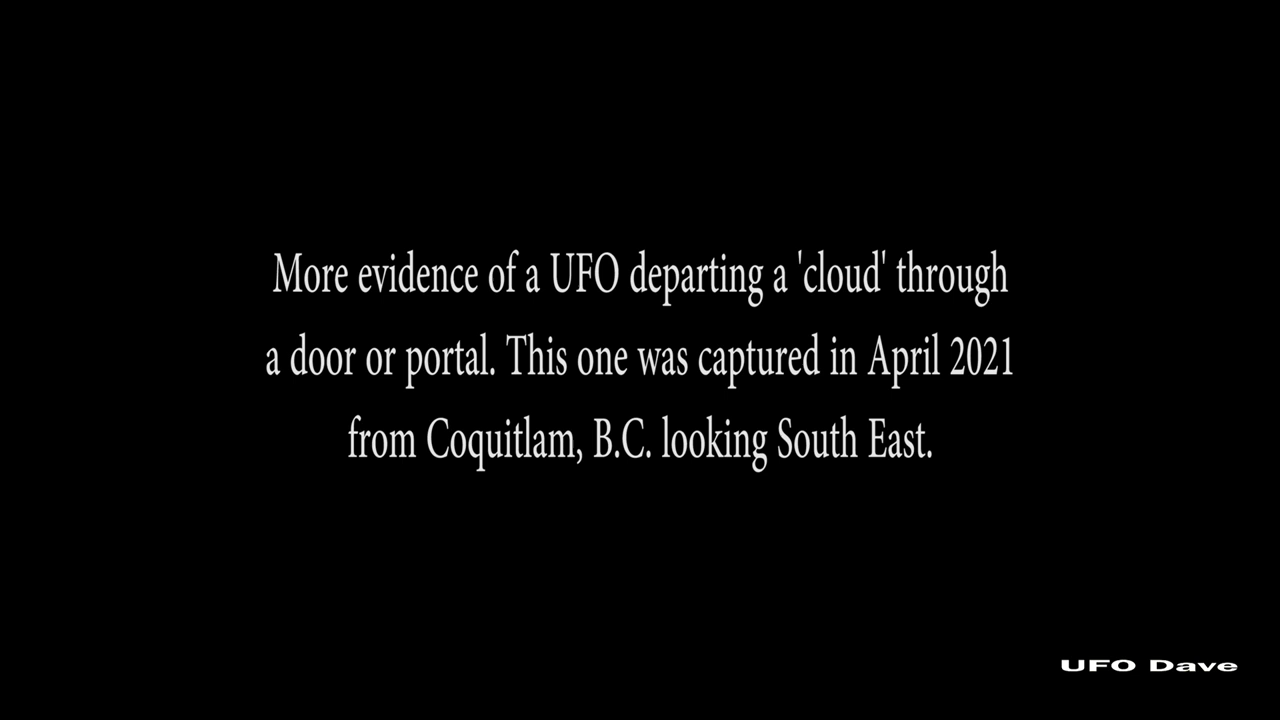 More evidence of a UFO departing a 'cloud' through
a door or portal. This one was captured in April 2021
from Coquitlam, B.C. looking South East.
UFO Dave